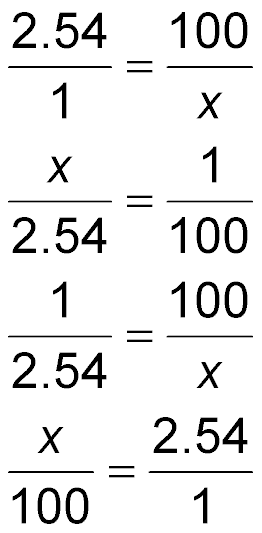 2.54/1 = 100/x
x/2.54 = 1/100
1/2.54 = 100/x
x/100 = 2.54/1